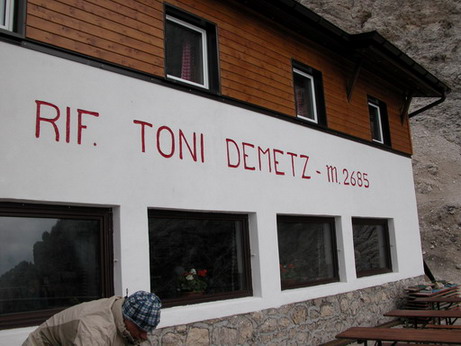 RIF. TONI DEMETZ - m. 2685